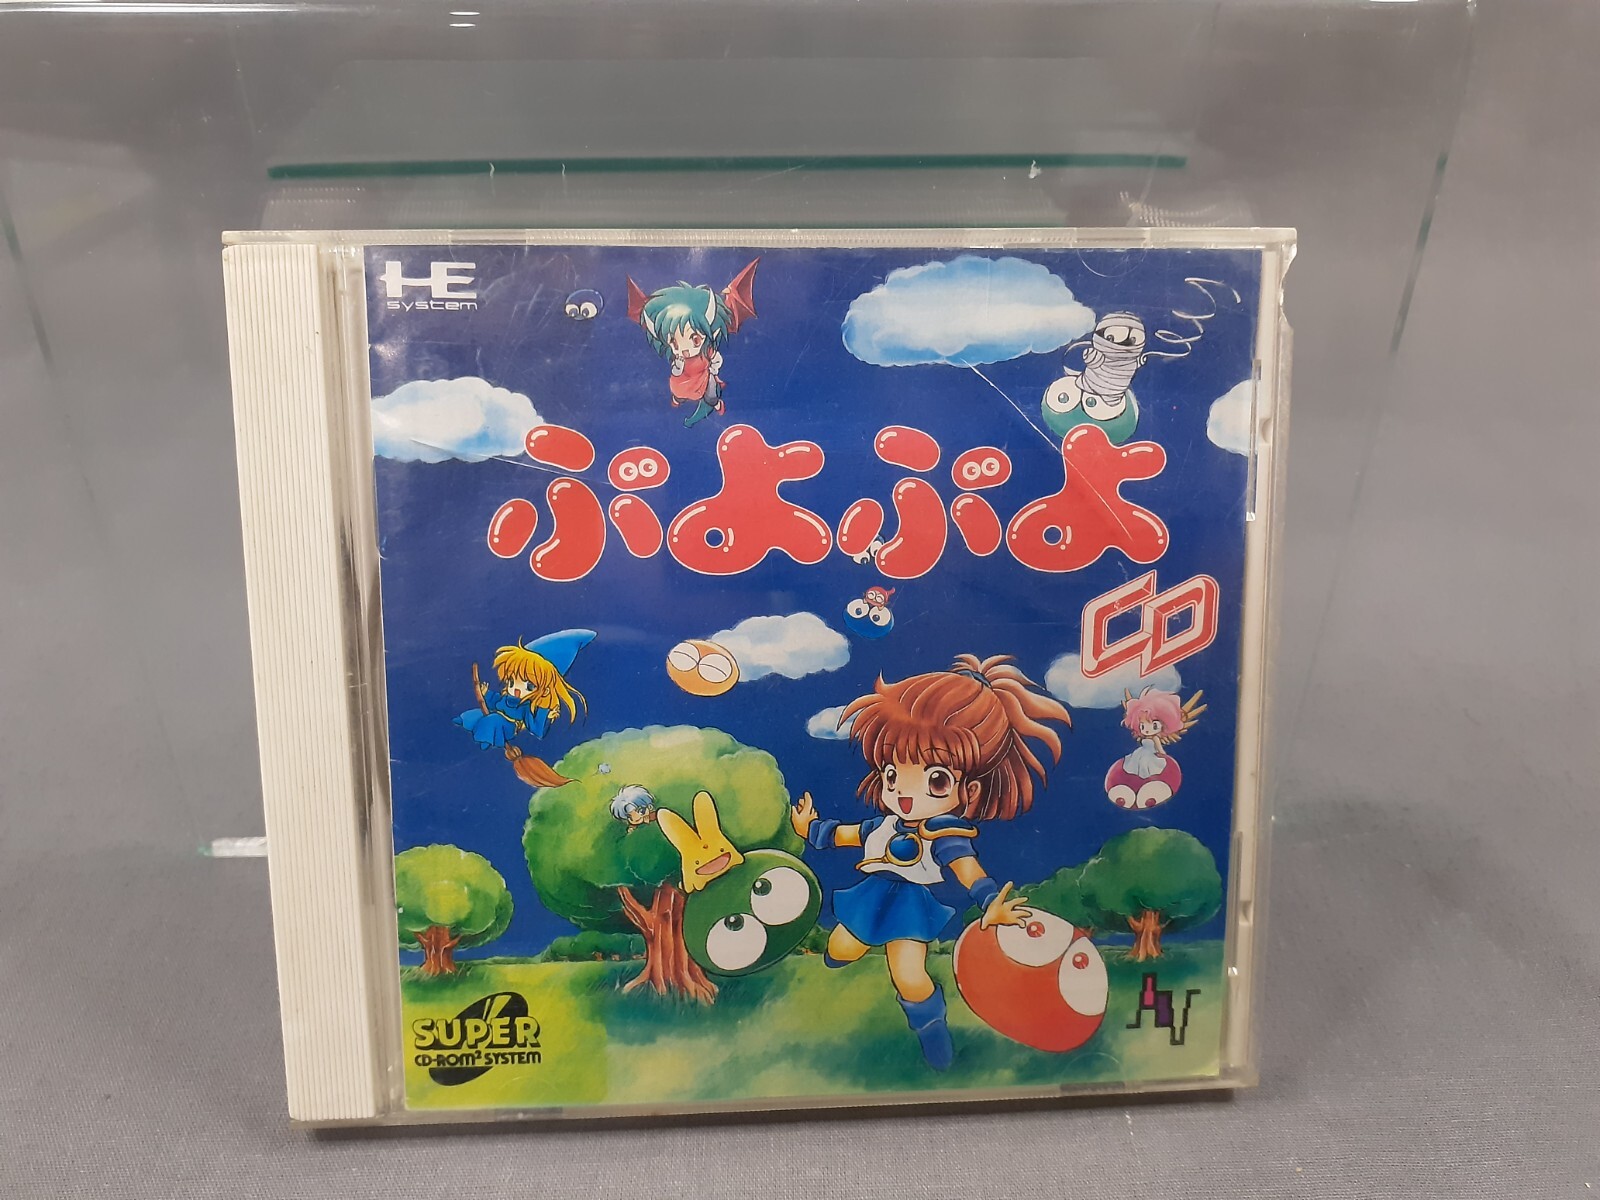 HE
system
ぷよぷよ
CD
SUPER
CD-ROM² SYSTEM